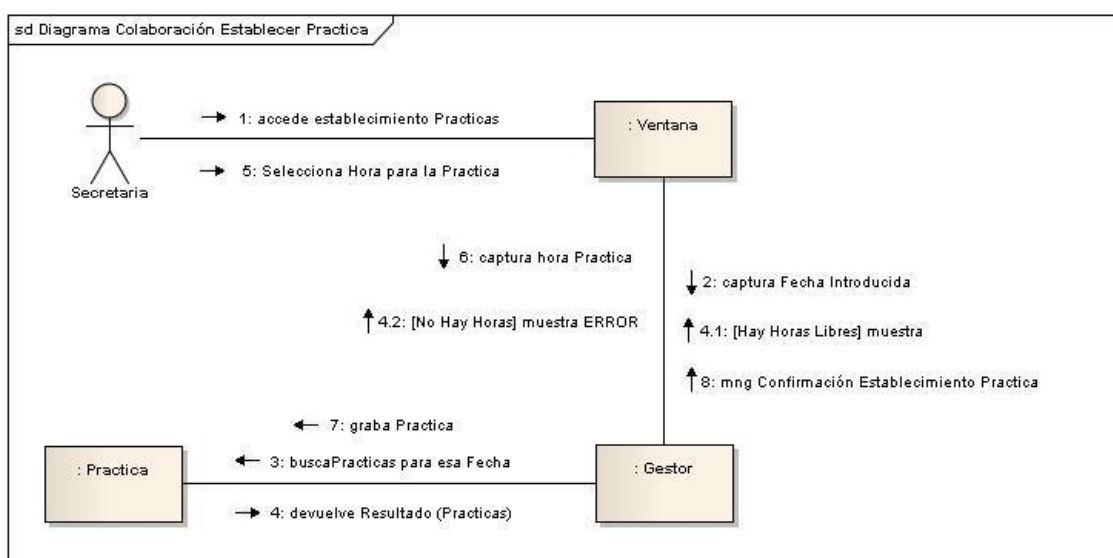 sd Diagrama Colaboración Establecer Practica
1: accede establecimiento Practicas
: Ventana
5: Selecciona Hora para la Practica
Secretaria
6: captura hora Practica
2: captura Fecha Introducida
4.2: [No Hay Horas] muestra ERROR
4.1: [Hay Horas Libres] muestra
8: mng Confirmación Establecimiento Practica
7: graba Practica
: Practica
3: buscaPracticas para esa Fecha
: Gestor
4: devuelve Resultado (Practicas)